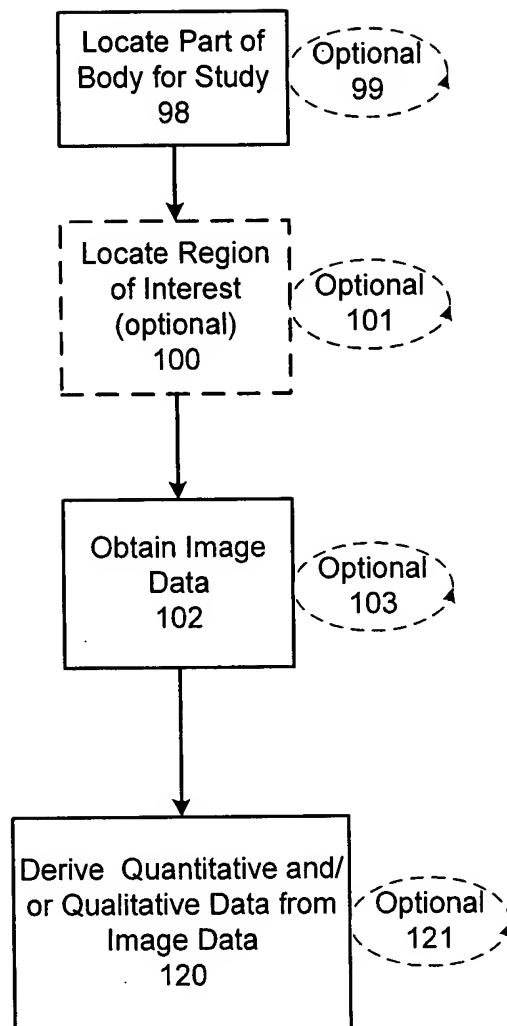 Locate Part of
Body for Study
98
Optional
99
Locate Region
of Interest
(optional)
100
Optional
101
Obtain Image
Data
102
Optional
103
Derive Quantitative and/
or Qualitative Data from
Image Data
120
Optional
121